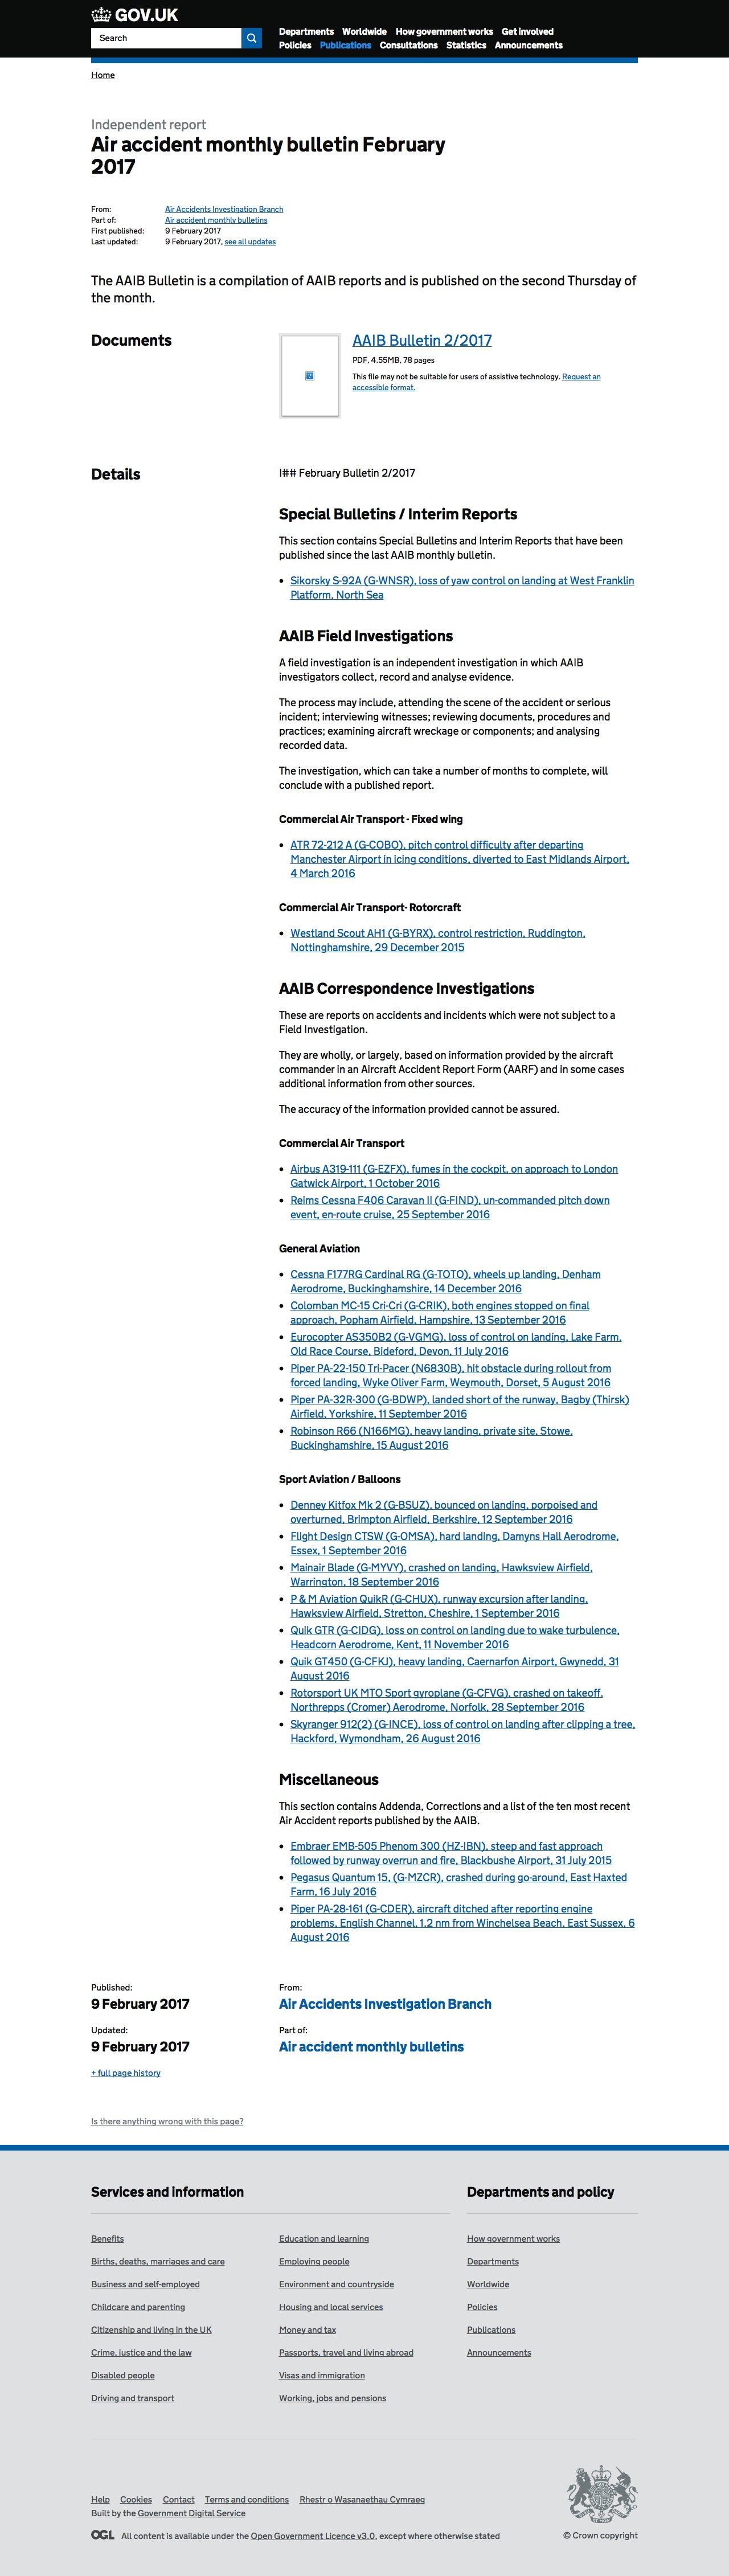 GOV.UK
Search
Departments Worldwide How government works Get involved
Policies Publications Consultations Statistics Announcements
Home
Independent report
Air accident monthly bulletin February
2017
From: Air Accidents Investigation Branch
Part of: Air accident monthly bulletins
First published: 9 February 2017
Last updated: 9 February 2017, see all updates
The AAIB Bulletin is a compilation of AAIB reports and is published on the second Thursday of
the month.
Documents
AAIB Bulletin 2/2017
PDF, 4.55MB, 78 pages
This file may not be suitable for users of assistive technology. Request an
accessible format.
Details
I## February Bulletin 2/2017
Special Bulletins / Interim Reports
This section contains Special Bulletins and Interim Reports that have been
published since the last AAIB monthly bulletin.
Sikorsky S-92A (G-WNSR), loss of yaw control on landing at West Franklin
Platform, North Sea
AAIB Field Investigations
A field investigation is an independent investigation in which AAIB
investigators collect, record and analyse evidence.
The process may include, attending the scene of the accident or serious
incident; interviewing witnesses; reviewing documents, procedures and
practices; examining aircraft wreckage or components; and analysing
recorded data.
The investigation, which can take a number of months to complete, will
conclude with a published report.
Commercial Air Transport - Fixed wing
ATR 72-212 A (G-COBO), pitch control difficulty after departing
Manchester Airport in icing conditions, diverted to East Midlands Airport,
4 March 2016
Commercial Air Transport- Rotorcraft
Westland Scout AH1 (G-BYRX), control restriction, Ruddington,
Nottinghamshire, 29 December 2015
AAIB Correspondence Investigations
These are reports on accidents and incidents which were not subject to a
Field Investigation.
They are wholly, or largely, based on information provided by the aircraft
commander in an Aircraft Accident Report Form (AARF) and in some cases
additional information from other sources.
The accuracy of the information provided cannot be assured.
Commercial Air Transport
Airbus A319-111 (G-EZFX), fumes in the cockpit, on approach to London
Gatwick Airport, 1 October 2016
Reims Cessna F406 Caravan II (G-FIND), un-commanded pitch down
event, en-route cruise, 25 September 2016
General Aviation
Cessna F177RG Cardinal RG (G-TOTO), wheels up landing, Denham
Aerodrome, Buckinghamshire, 14 December 2016
Colomban MC-15 Cri-Cri (G-CRIK), both engines stopped on final
approach, Popham Airfield, Hampshire, 13 September 2016
Eurocopter AS350B2 (G-VGMG), loss of control on landing, Lake Farm,
Old Race Course, Bideford, Devon, 11 July 2016
Piper PA-22-150 Tri-Pacer (N6830B), hit obstacle during rollout from
forced landing, Wyke Oliver Farm, Weymouth, Dorset, 5 August 2016
Piper PA-32R-300 (G-BDWP), landed short of the runway, Bagby (Thirsk)
Airfield, Yorkshire, 11 September 2016
Robinson R66 (N166MG), heavy landing, private site, Stowe,
Buckinghamshire, 15 August 2016
Sport Aviation / Balloons
Denney Kitfox Mk 2 (G-BSUZ), bounced on landing, porpoised and
overturned, Brimpton Airfield, Berkshire, 12 September 2016
Flight Design CTSW (G-OMSA), hard landing, Damyns Hall Aerodrome,
Essex, 1 September 2016
Mainair Blade (G-MYVY), crashed on landing, Hawksview Airfield,
Warrington, 18 September 2016
P & M Aviation QuikR (G-CHUX), runway excursion after landing,
Hawksview Airfield, Stretton, Cheshire, 1 September 2016
Quik GTR (G-CIDG), loss on control on landing due to wake turbulence,
Headcorn Aerodrome, Kent, 11 November 2016
Quik GT450 (G-CFKJ), heavy landing, Caernarfon Airport, Gwynedd, 31
August 2016
Rotorsport UK MTO Sport gyroplane (G-CFVG), crashed on takeoff,
Northrepps (Cromer) Aerodrome, Norfolk, 28 September 2016
Skyranger 912(2) (G-INCE), loss of control on landing after clipping a tree,
Hackford, Wymondham, 26 August 2016
Miscellaneous
This section contains Addenda, Corrections and a list of the ten most recent
Air Accident reports published by the AAIB.
Embraer EMB-505 Phenom 300 (HZ-IBN), steep and fast approach
followed by runway overrun and fire, Blackbushe Airport, 31 July 2015
Pegasus Quantum 15, (G-MZCR), crashed during go-around, East Haxted
Farm, 16 July 2016
Piper PA-28-161 (G-CDER), aircraft ditched after reporting engine
problems, English Channel, 1.2 nm from Winchelsea Beach, East Sussex, 6
August 2016
Published: From:
9 February 2017 Air Accidents Investigation Branch
Updated: Part of:
9 February 2017 Air accident monthly bulletins
+ full page history
Is there anything wrong with this page?
Services and information Departments and policy
Benefits Education and learning How government works
Births, deaths, marriages and care Employing people Departments
Business and self-employed Environment and countryside Worldwide
Childcare and parenting Housing and local services Policies
Citizenship and living in the UK Money and tax Publications
Crime, justice and the law Passports, travel and living abroad Announcements
Disabled people Visas and immigration
Driving and transport Working, jobs and pensions
Help Cookies Contact Terms and conditions Rhestr o Wasanaethau Cymraeg
Built by the Government Digital Service
OGL All content is available under the Open Government Licence v3.0, except where otherwise stated
© Crown copyright